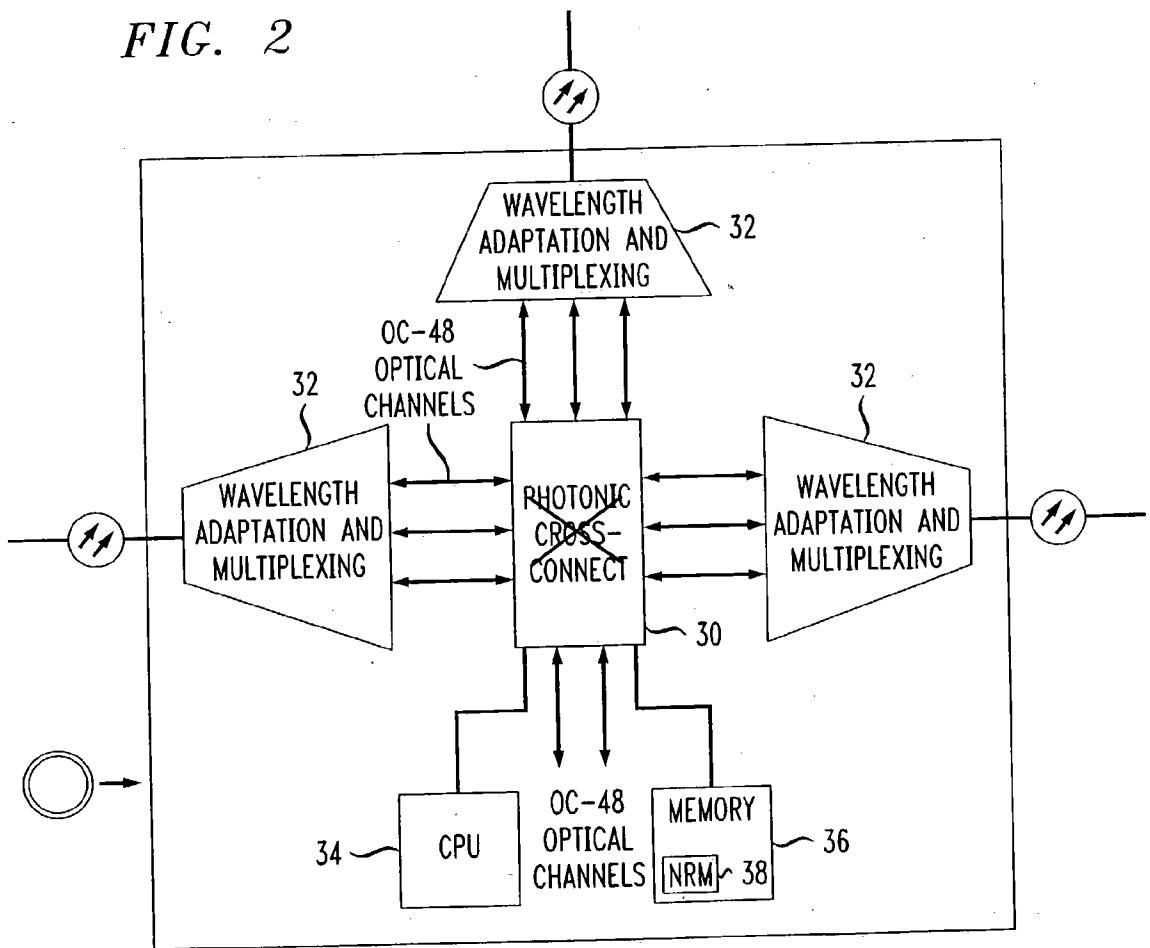 FIG. 2
WAVELENGTH
ADAPTATION AND
MULTIPLEXING
32
OC-48
OPTICAL
CHANNELS
32
WAVELENGTH
ADAPTATION AND
MULTIPLEXING
PHOTONIC
CROSS-
CONNECT
30
32
WAVELENGTH
ADAPTATION AND
MULTIPLEXING
34
CPU
OC-48
OPTICAL
CHANNELS
MEMORY
36
NRM
38